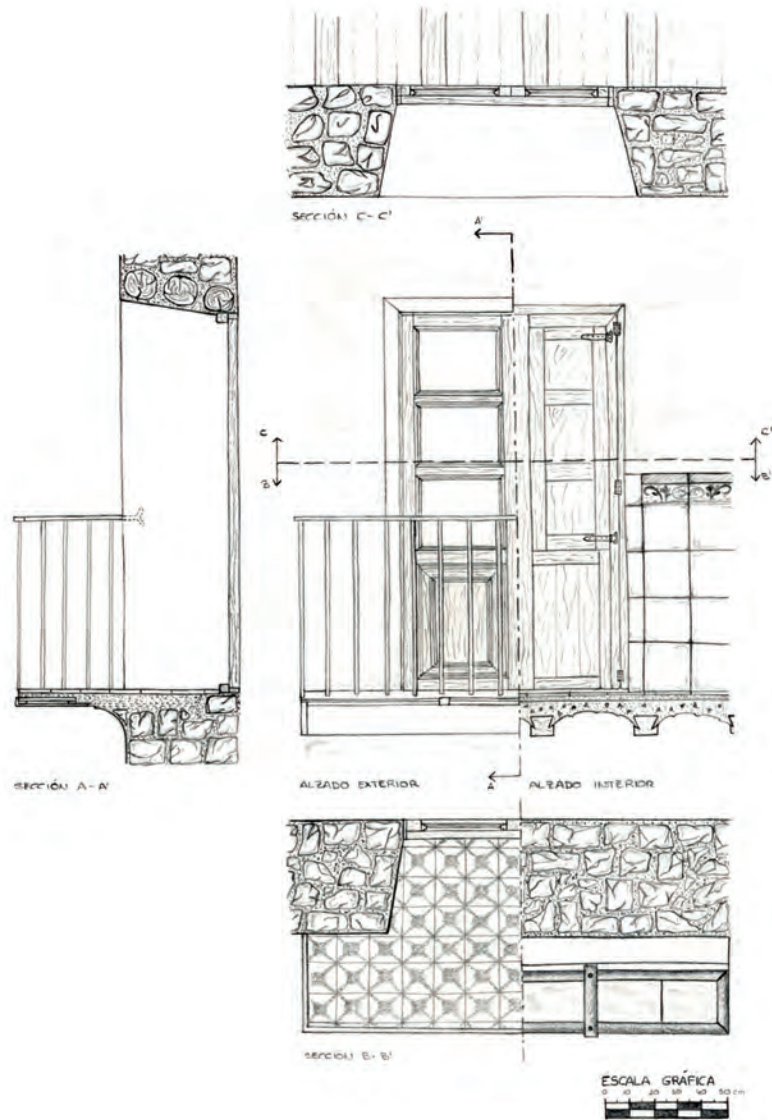 SECCIÓN C-C'
A'
C
C'
B
B'
A
SECCIÓN A-A'
ALZADO EXTERIOR
ALZADO INTERIOR
SECCIÓN B-B'
ESCALA GRÁFICA
0 10 20 30 40 50 cm